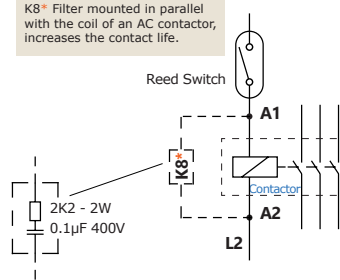 K8* Filter mounted in parallel
with the coil of an AC contactor,
increases the contact life.
Reed Switch
A1
K8*
Contactor
2K2 - 2W
0.1µF 400V
A2
L2